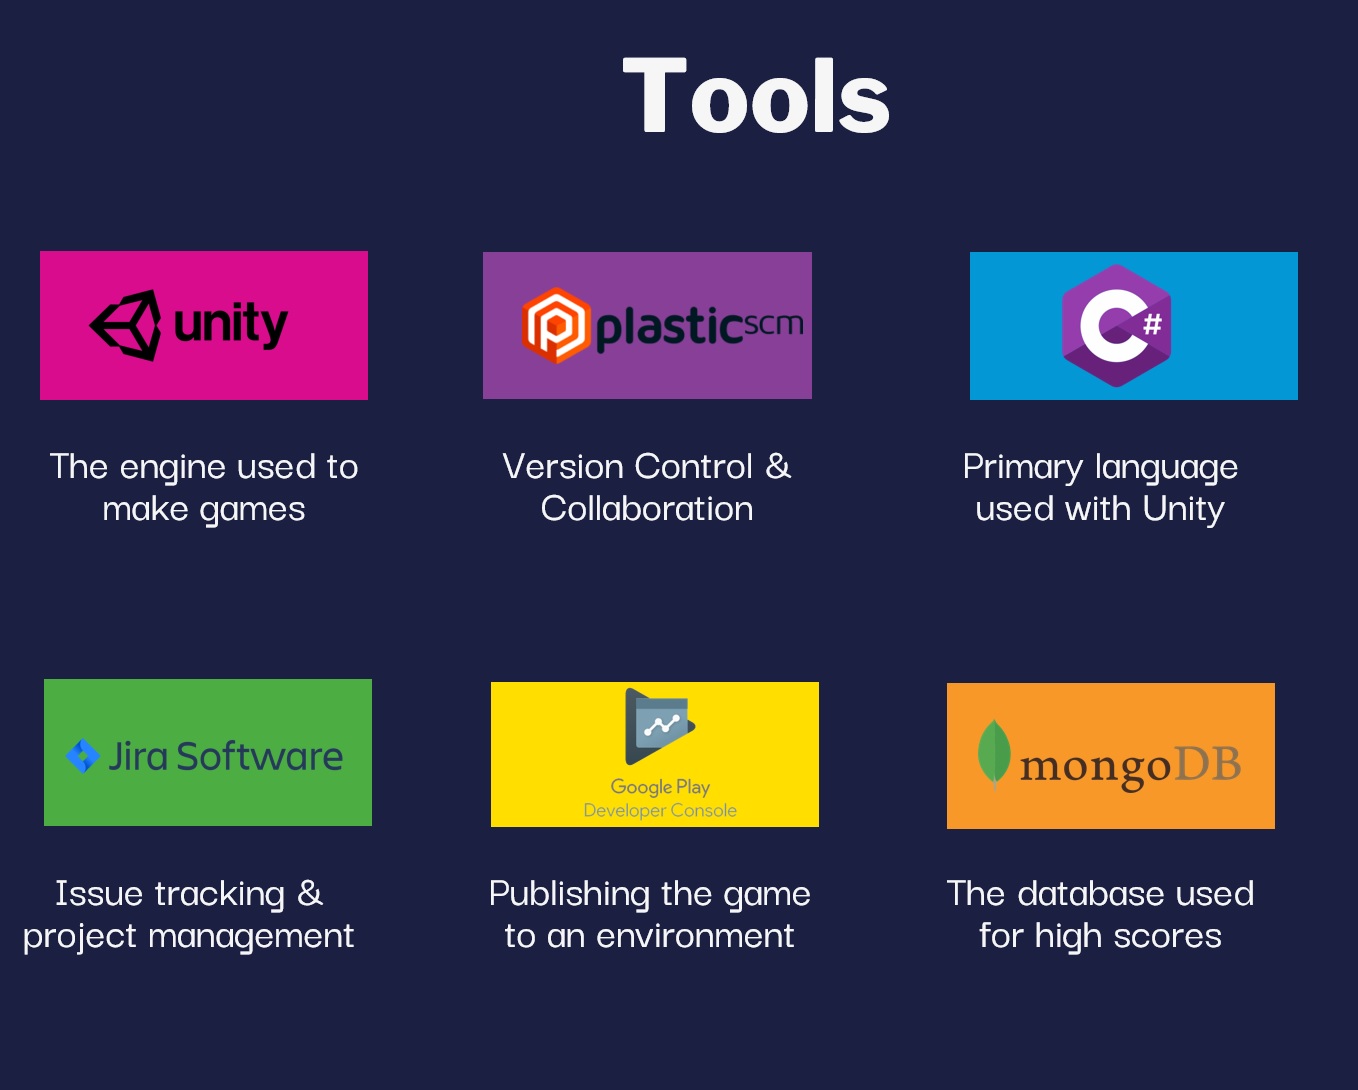 Tools
unity
plasticscm
C#
The engine used to
make games
Version Control &
Collaboration
Primary language
used with Unity
Jira Software
Google Play
Developer Console
mongoDB
Issue tracking &
project management
Publishing the game
to an environment
The database used
for high scores